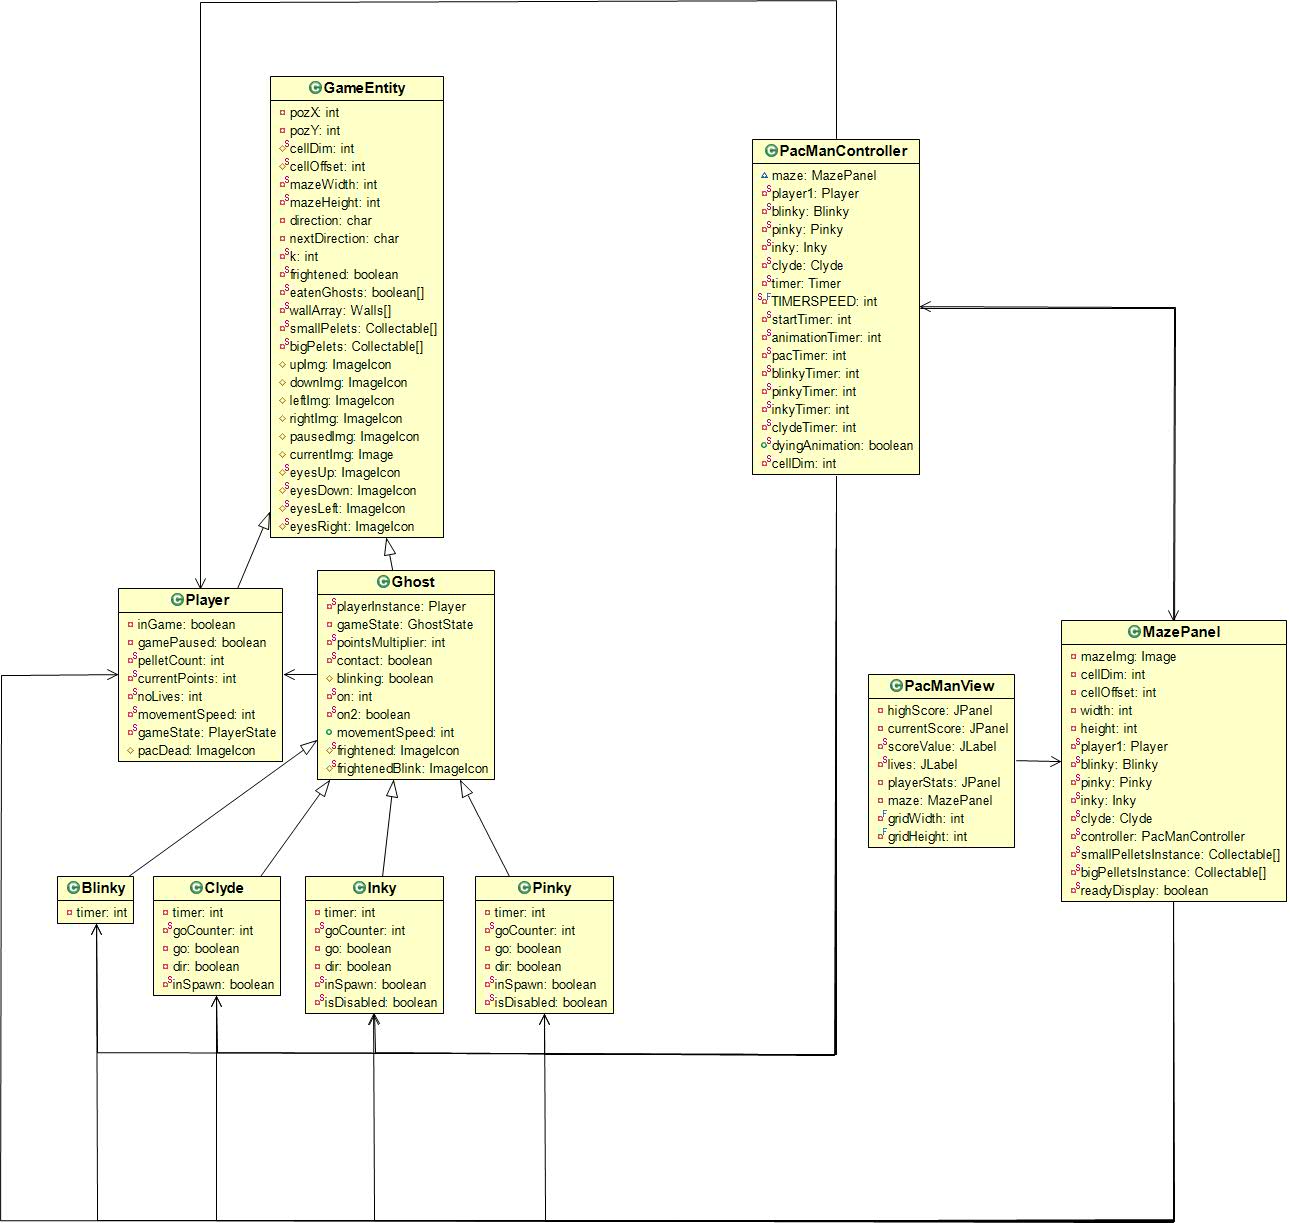 GameEntity
pozX: int
pozY: int
cellDim: int
cellOffset: int
mazeWidth: int
mazeHeight: int
direction: char
nextDirection: char
k: int
frightened: boolean
eatenGhosts: boolean[]
wallArray: Walls[]
smallPelets: Collectable[]
bigPelets: Collectable[]
upImg: ImageIcon
downImg: ImageIcon
leftImg: ImageIcon
rightImg: ImageIcon
pausedImg: ImageIcon
currentImg: Image
eyesUp: ImageIcon
eyesDown: ImageIcon
eyesLeft: ImageIcon
eyesRight: ImageIcon
PacManController
maze: MazePanel
player1: Player
blinky: Blinky
pinky: Pinky
inky: Inky
clyde: Clyde
timer: Timer
TIMERSPEED: int
startTimer: int
animationTimer: int
pacTimer: int
blinkyTimer: int
pinkyTimer: int
inkyTimer: int
clydeTimer: int
dyingAnimation: boolean
cellDim: int
Player
inGame: boolean
gamePaused: boolean
pelletCount: int
currentPoints: int
noLives: int
movementSpeed: int
gameState: PlayerState
pacDead: ImageIcon
Ghost
playerInstance: Player
gameState: GhostState
pointsMultiplier: int
contact: boolean
blinking: boolean
on: int
on2: boolean
movementSpeed: int
frightened: ImageIcon
frightenedBlink: ImageIcon
PacManView
highScore: JPanel
currentScore: JPanel
scoreValue: JLabel
lives: JLabel
playerStats: JPanel
maze: MazePanel
gridWidth: int
gridHeight: int
MazePanel
mazeImg: Image
cellDim: int
cellOffset: int
width: int
height: int
player1: Player
blinky: Blinky
pinky: Pinky
inky: Inky
clyde: Clyde
controller: PacManController
smallPelletsInstance: Collectable[]
bigPelletsInstance: Collectable[]
readyDisplay: boolean
Blinky
timer: int
Clyde
timer: int
goCounter: int
go: boolean
dir: boolean
inSpawn: boolean
Inky
timer: int
goCounter: int
go: boolean
dir: boolean
inSpawn: boolean
isDisabled: boolean
Pinky
timer: int
goCounter: int
go: boolean
dir: boolean
inSpawn: boolean
isDisabled: boolean